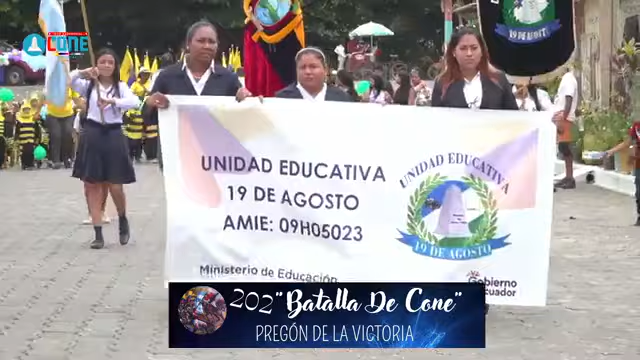 CONE
19 DE AGOSTO
UNIDAD EDUCATIVA
19 DE AGOSTO
AMIE: 09H05023
Ministerio de Educación
UNIDAD EDUCATIVA
19 DE AGOSTO
Gobierno
ecuador
202 "Batalla De Cone"
PREGÓN DE LA VICTORIA